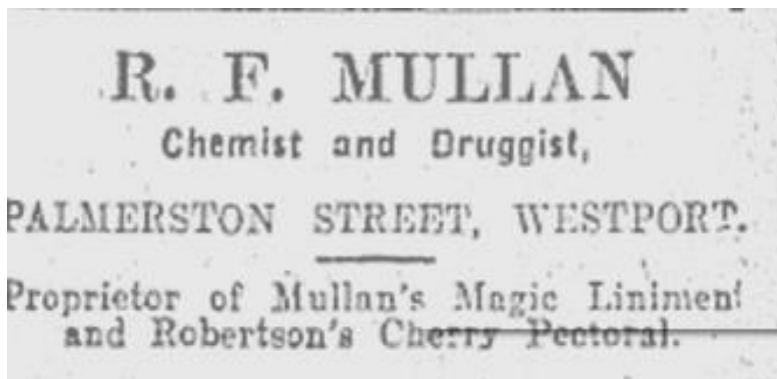 R. F. MULLAN
Chemist and Druggist,
PALMERSTON STREET, WESTPORT.
Proprietor of Mullan's Magic Liniment
and Robertson's Cherry Pectoral.